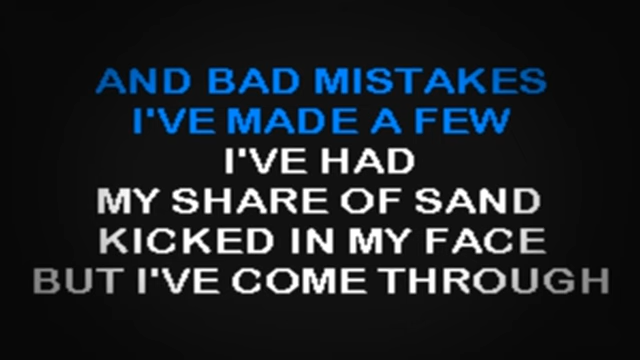 AND BAD MISTAKES
I'VE MADE A FEW
I'VE HAD
MY SHARE OF SAND
KICKED IN MY FACE
BUT I'VE COME THROUGH